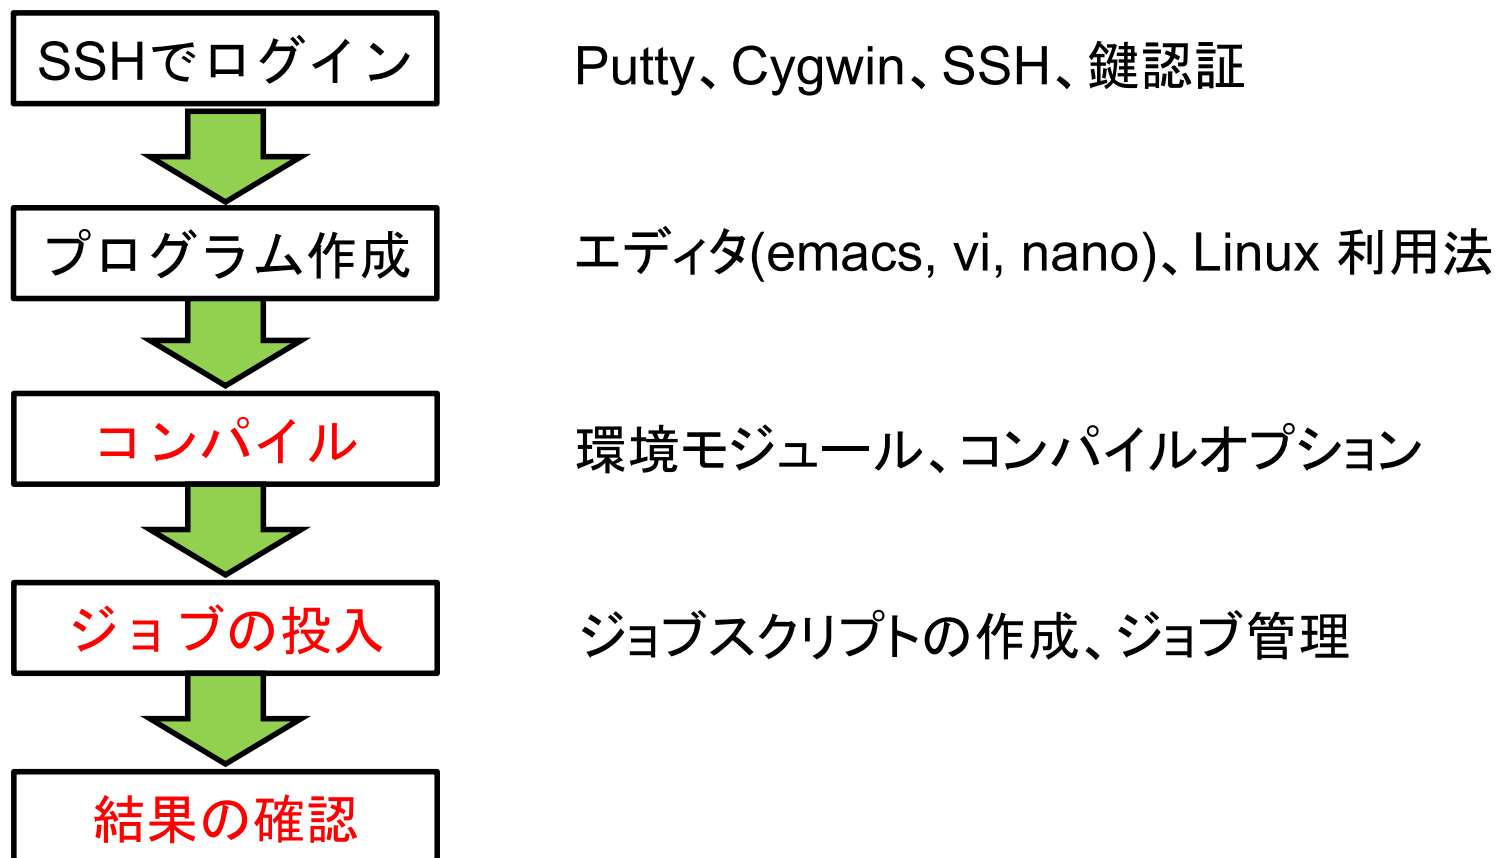 SSHでログイン
Putty、Cygwin、SSH、鍵認証
プログラム作成
エディタ(emacs, vi, nano)、Linux 利用法
コンパイル
環境モジュール、コンパイルオプション
ジョブの投入
ジョブスクリプトの作成、ジョブ管理
結果の確認